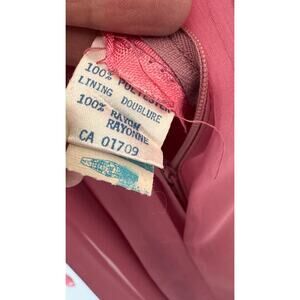 100% POLYESTER
LINING DOUBLURE
100% RAYON
RAYONNE
CA 01709